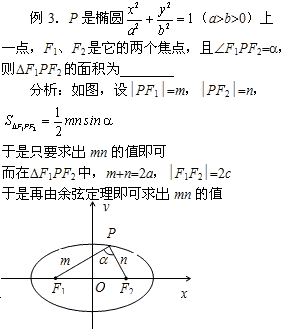 例 3．P 是椭圆 x²/a² + y²/b² = 1（a>b>0）上
一点，F₁、F₂ 是它的两个焦点，且∠F₁PF₂=α，
则ΔF₁PF₂的面积为________
分析：如图，设|PF₁|=m，|PF₂|=n，
S_{ΔF₁PF₂} = 1/2 mn sin α
于是只要求出 mn 的值即可
而在ΔF₁PF₂中，m+n=2a，|F₁F₂|=2c
于是再由余弦定理即可求出 mn 的值
y
P
m α n
F₁ O F₂
x